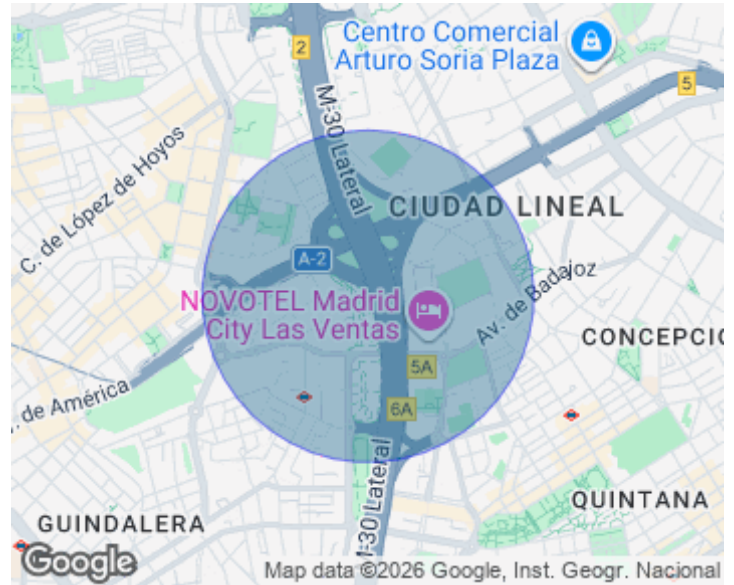 Centro Comercial
Arturo Soria Plaza
2
5
M-30 Lateral
C. de López de Hoyos
CIUDAD LINEAL
A-2
NOVOTEL Madrid
City Las Ventas
Av. de Badajoz
CONCEPCIÓ
5A
. de América
6A
M-30 Lateral
QUINTANA
GUINDALERA
Google
Map data ©2026 Google, Inst. Geogr. Nacional